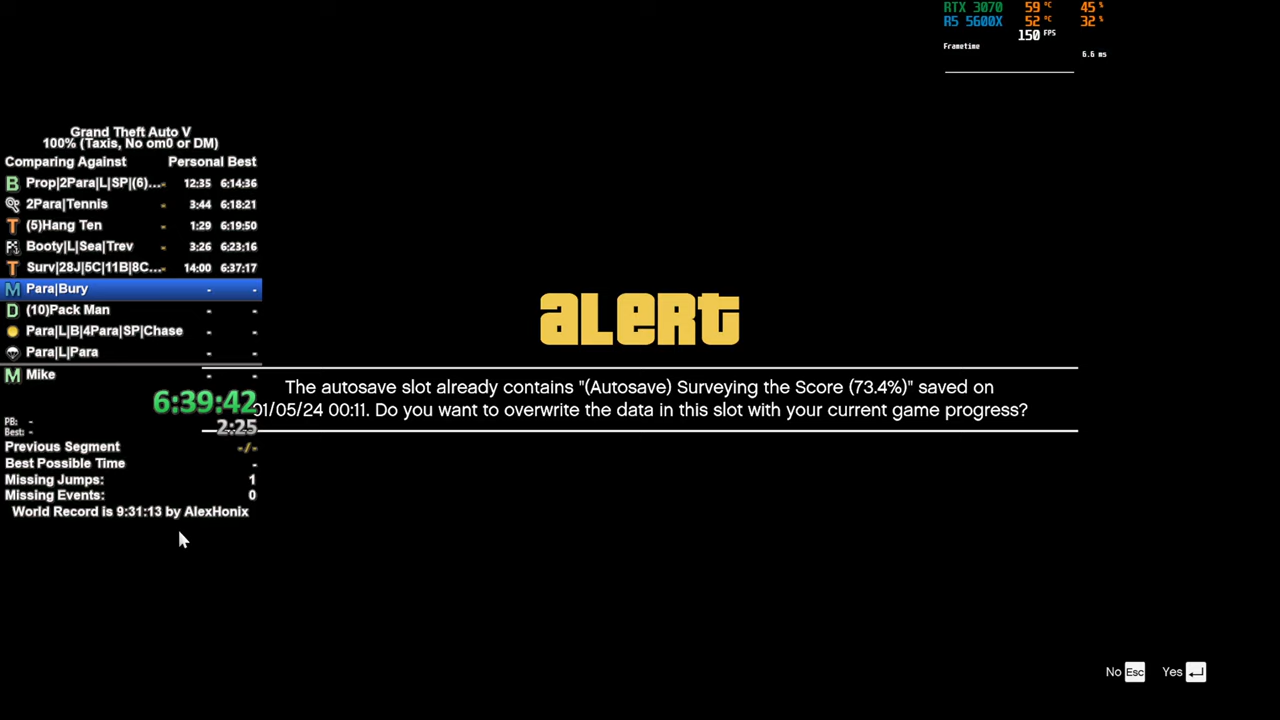 RTX 3070 59 °C 45 %
R5 5600X 52 °C 32 %
150 FPS
Frametime
6.6 ms
Grand Theft Auto V
100% (Taxis, No om0 or DM)
Comparing Against Personal Best
B Prop|2Para|L|SP|(6)... - 12:35 6:14:36
2Para|Tennis - 3:44 6:18:21
T (5)Hang Ten - 1:29 6:19:50
Booty|L|Sea|Trev - 3:26 6:23:16
T Surv|28J|5C|11B|8C... - 14:00 6:37:17
M Para|Bury - -
D (10)Pack Man - -
Para|L|B|4Para|SP|Chase - -
Para|L|Para - -
M Mike - -
6:39:42
PB: -
Best: - 2:25
Previous Segment -/-
Best Possible Time -
Missing Jumps: 1
Missing Events: 0
World Record is 9:31:13 by AlexHonix
alert
The autosave slot already contains "(Autosave) Surveying the Score (73.4%)" saved on
01/05/24 00:11. Do you want to overwrite the data in this slot with your current game progress?
No Esc Yes